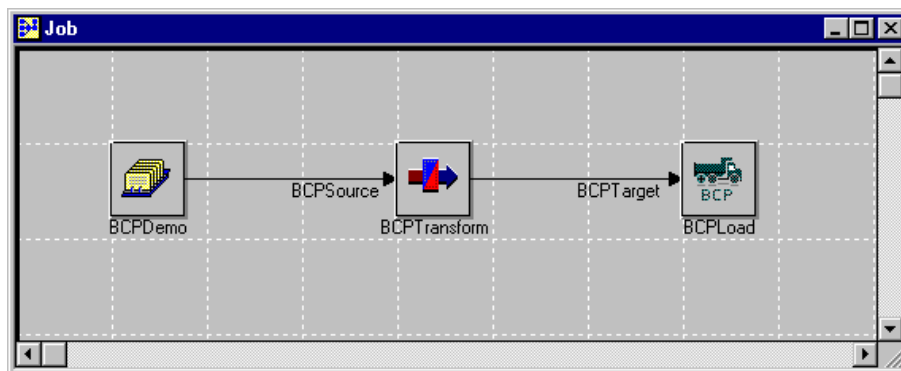 Job
BCPSource
BCPTarget
BCP
BCPDemo
BCPTransform
BCPLoad